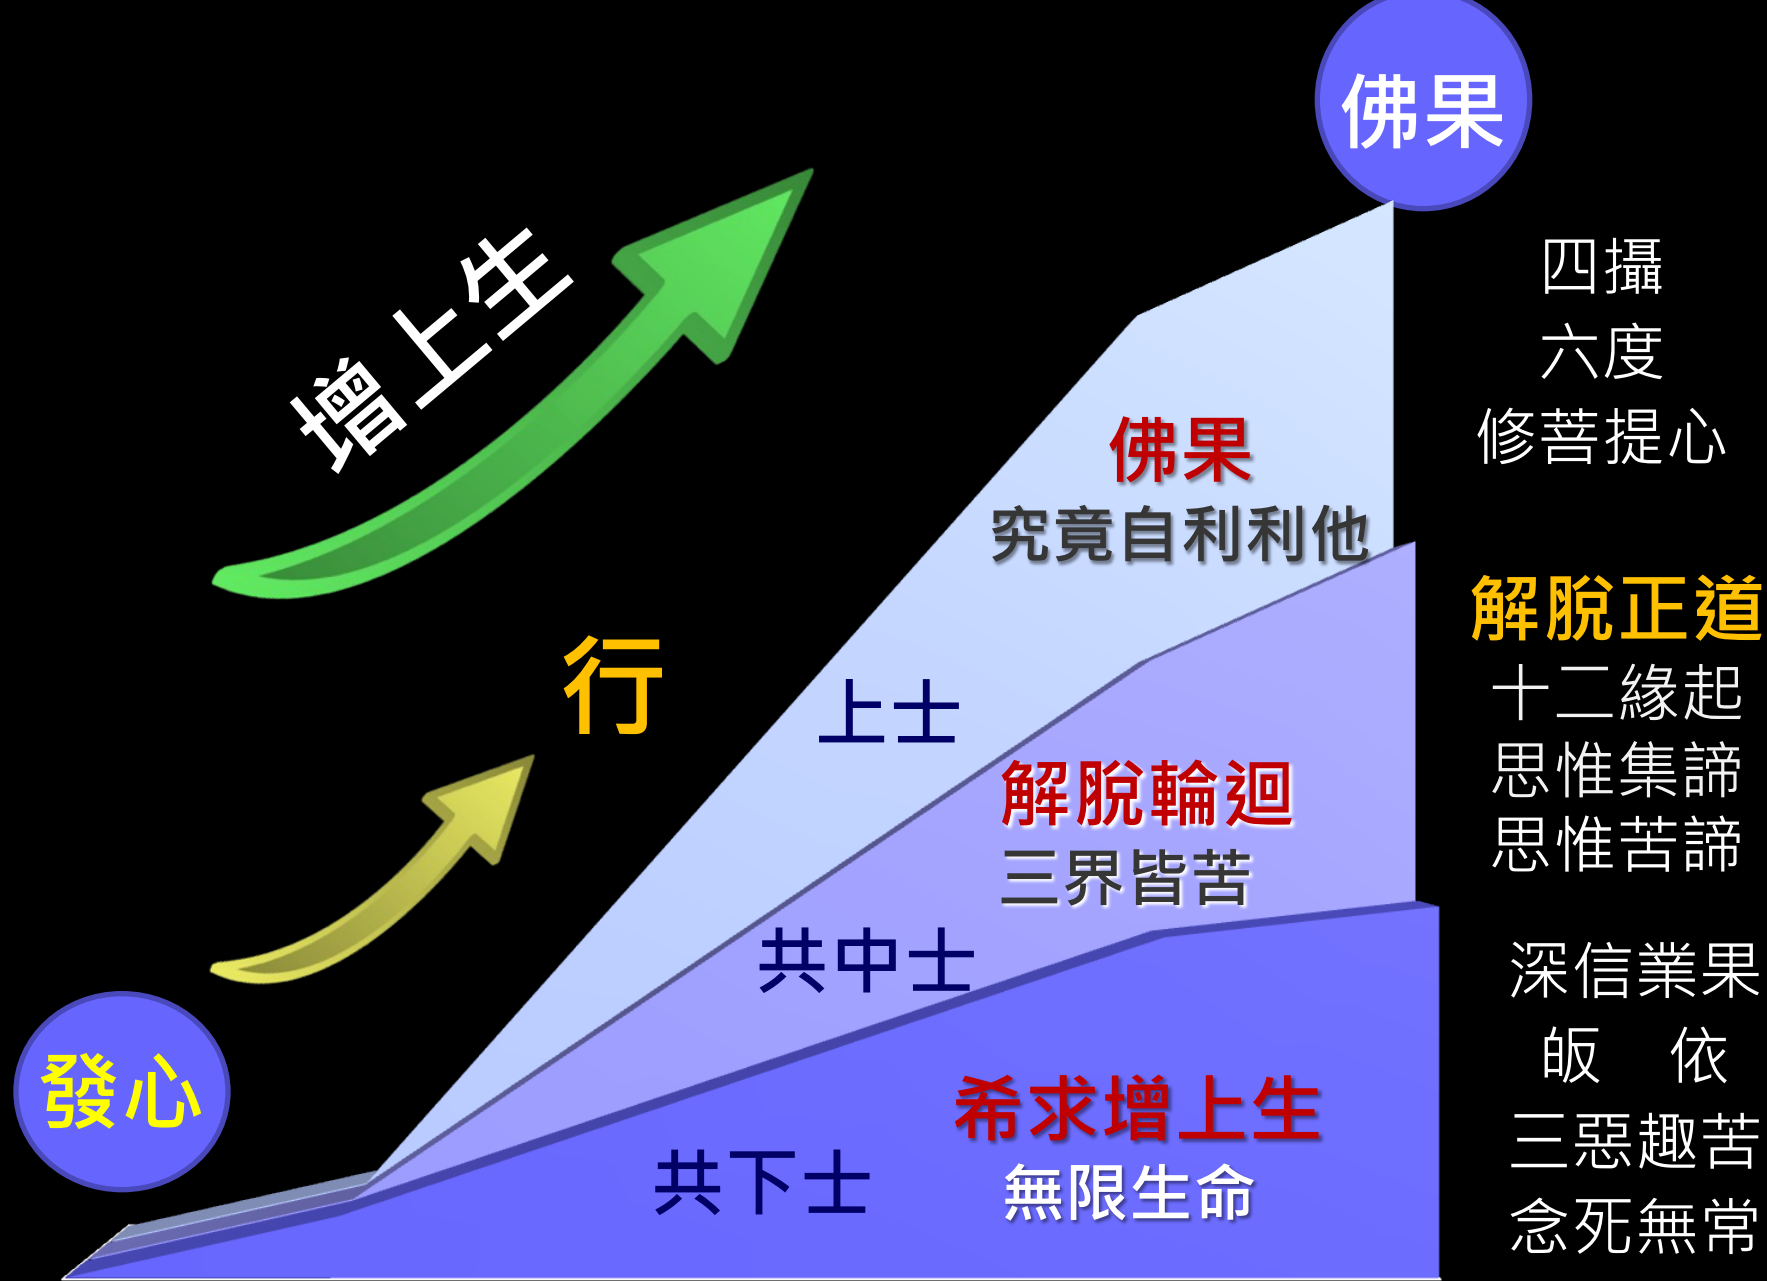 佛果
四攝
六度
修菩提心
增上生
佛果
究竟自利利他
解脫正道
十二緣起
思惟集諦
思惟苦諦
行
上士
解脫輪迴
三界皆苦
共中士
深信業果
皈 依
三惡趣苦
念死無常
發心
希求增上生
無限生命
共下士